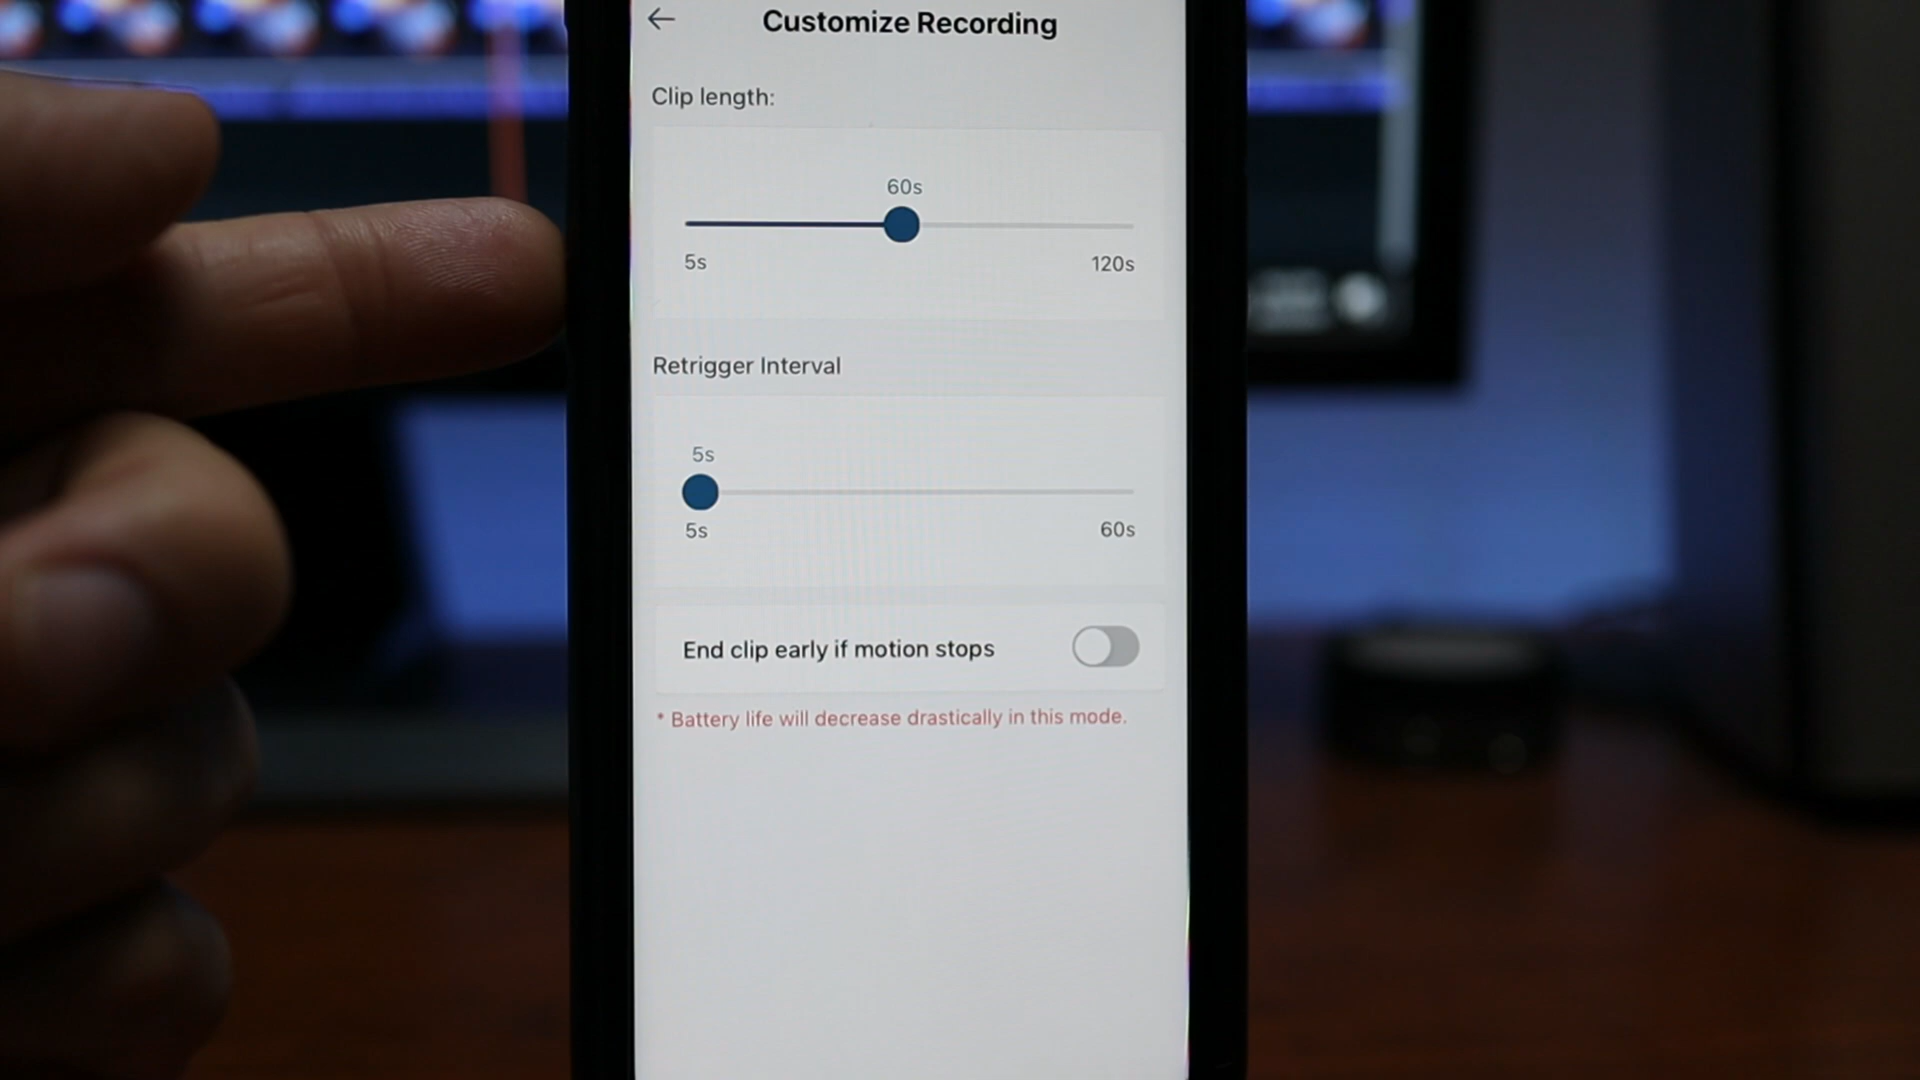 Customize Recording
Clip length:
60s
5s 120s
Retrigger Interval
5s
5s 60s
End clip early if motion stops
* Battery life will decrease drastically in this mode.